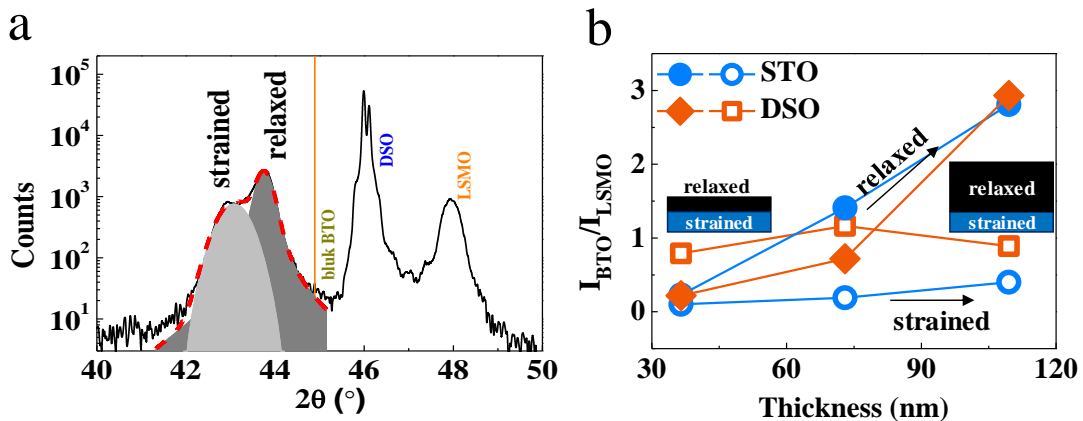 a
10^5
10^4
10^3
10^2
10^1
Counts
strained
relaxed
bluk BTO
DSO
LSMO
40 42 44 46 48 50
2θ (°)
b
STO
DSO
3
2
1
0
I_BTO/I_LSMO
relaxed
relaxed
strained
relaxed
strained
strained
30 60 90 120
Thickness (nm)